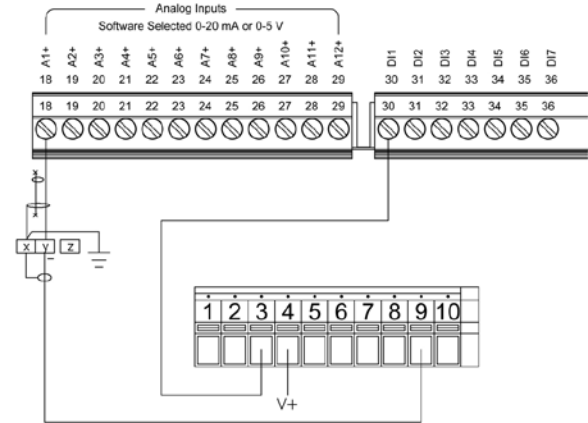 Analog Inputs
Software Selected 0-20 mA or 0-5 V
A1+ A2+ A3+ A4+ A5+ A6+ A7+ A8+ A9+ A10+ A11+ A12+ DI1 DI2 DI3 DI4 DI5 DI6 DI7
18 19 20 21 22 23 24 25 26 27 28 29 30 31 32 33 34 35 36
18 19 20 21 22 23 24 25 26 27 28 29 30 31 32 33 34 35 36
x y z
1 2 3 4 5 6 7 8 9 10
V+